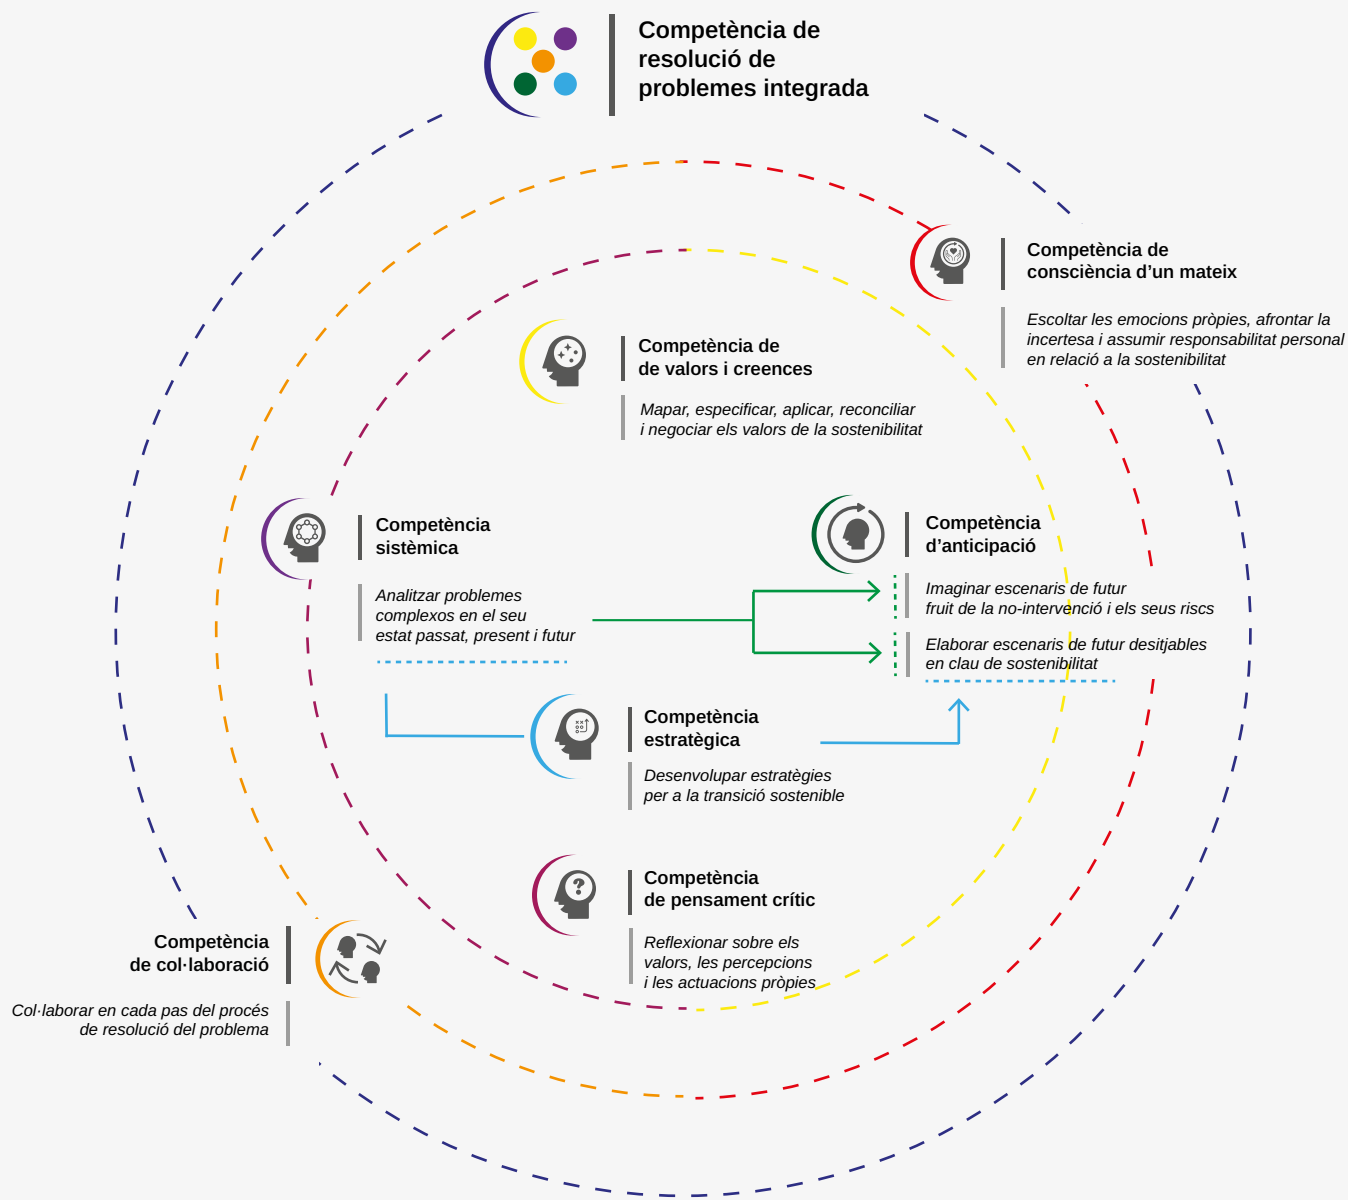 Competència de
resolució de
problemes integrada
Competència de
consciència d’un mateix
Escoltar les emocions pròpies, afrontar la
incertesa i assumir responsabilitat personal
en relació a la sostenibilitat
Competència de
de valors i creences
Mapar, especificar, aplicar, reconciliar
i negociar els valors de la sostenibilitat
Competència
sistèmica
Analitzar problemes
complexos en el seu
estat passat, present i futur
Competència
d’anticipació
Imaginar escenaris de futur
fruit de la no-intervenció i els seus riscs
Elaborar escenaris de futur desitjables
en clau de sostenibilitat
Competència
estratègica
Desenvolupar estratègies
per a la transició sostenible
Competència
de pensament crític
Reflexionar sobre els
valors, les percepcions
i les actuacions pròpies
Competència
de col·laboració
Col·laborar en cada pas del procés
de resolució del problema